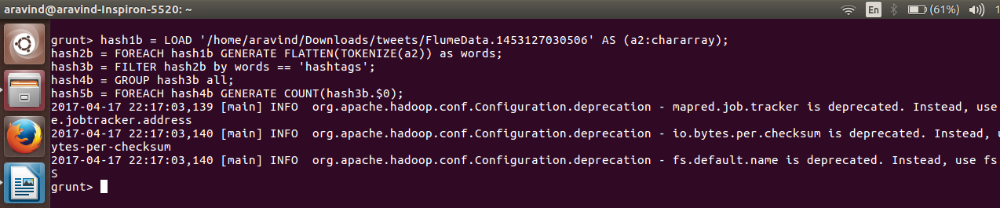 aravind@aravind-Inspiron-5520: ~
En
(61%)
grunt> hash1b = LOAD '/home/aravind/Downloads/tweets/FlumeData.1453127030506' AS (a2:chararray);
hash2b = FOREACH hash1b GENERATE FLATTEN(TOKENIZE(a2)) as words;
hash3b = FILTER hash2b by words == 'hashtags';
hash4b = GROUP hash3b all;
hash5b = FOREACH hash4b GENERATE COUNT(hash3b.$0);
2017-04-17 22:17:03,139 [main] INFO  org.apache.hadoop.conf.Configuration.deprecation - mapred.job.tracker is deprecated. Instead, use
e.jobtracker.address
2017-04-17 22:17:03,140 [main] INFO  org.apache.hadoop.conf.Configuration.deprecation - io.bytes.per.checksum is deprecated. Instead,
ytes-per-checksum
2017-04-17 22:17:03,140 [main] INFO  org.apache.hadoop.conf.Configuration.deprecation - fs.default.name is deprecated. Instead, use fs
S
grunt>